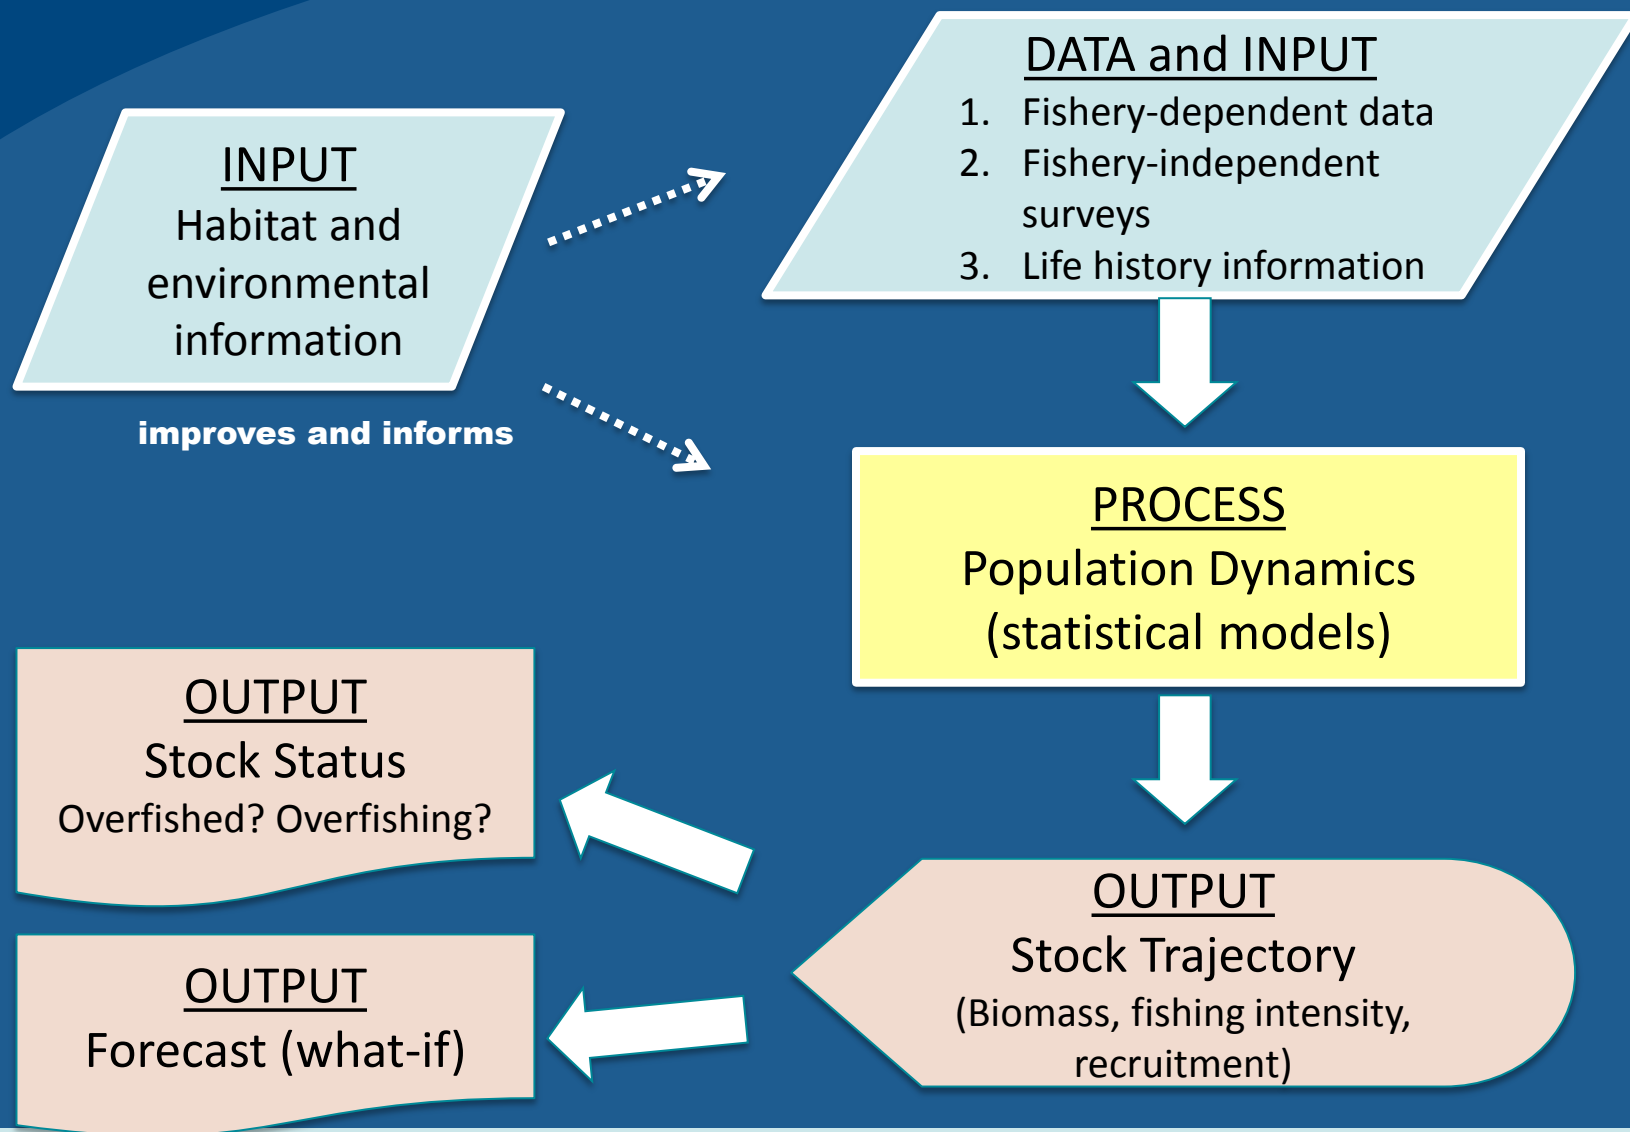 INPUT
Habitat and
environmental
information
improves and informs
DATA and INPUT
1. Fishery-dependent data
2. Fishery-independent
surveys
3. Life history information
PROCESS
Population Dynamics
(statistical models)
OUTPUT
Stock Trajectory
(Biomass, fishing intensity,
recruitment)
OUTPUT
Stock Status
Overfished? Overfishing?
OUTPUT
Forecast (what-if)